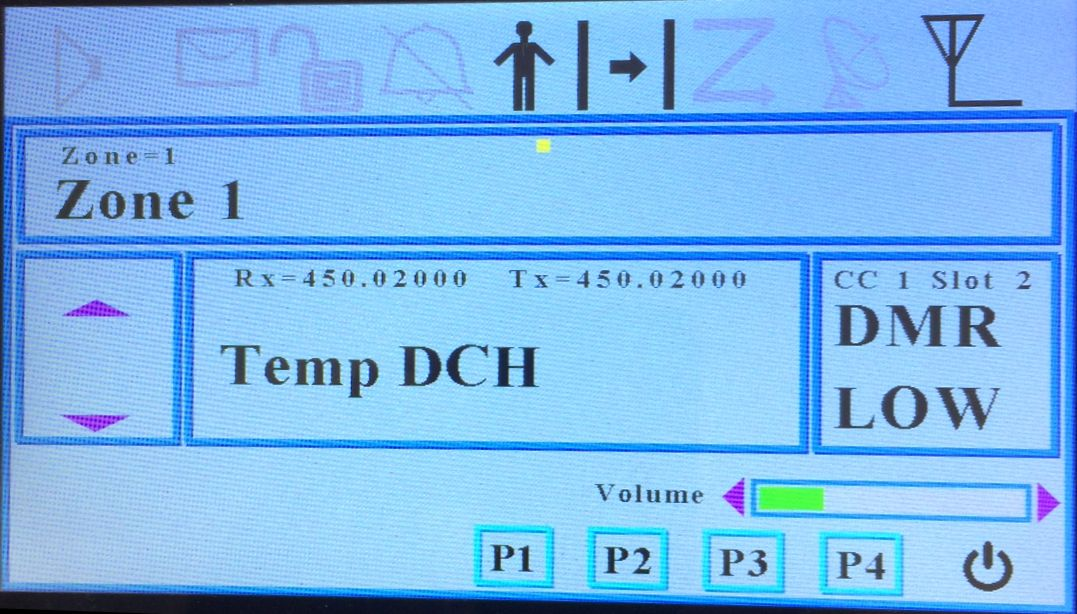 Zone=1
Zone 1
Rx=450.02000 Tx=450.02000
Temp DCH
CC 1 Slot 2
DMR
LOW
Volume
P1 P2 P3 P4